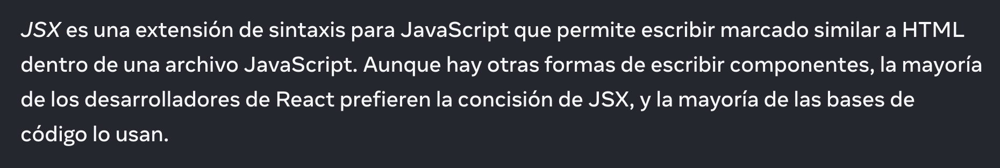 JSX es una extensión de sintaxis para JavaScript que permite escribir marcado similar a HTML
dentro de una archivo JavaScript. Aunque hay otras formas de escribir componentes, la mayoría
de los desarrolladores de React prefieren la concisión de JSX, y la mayoría de las bases de
código lo usan.